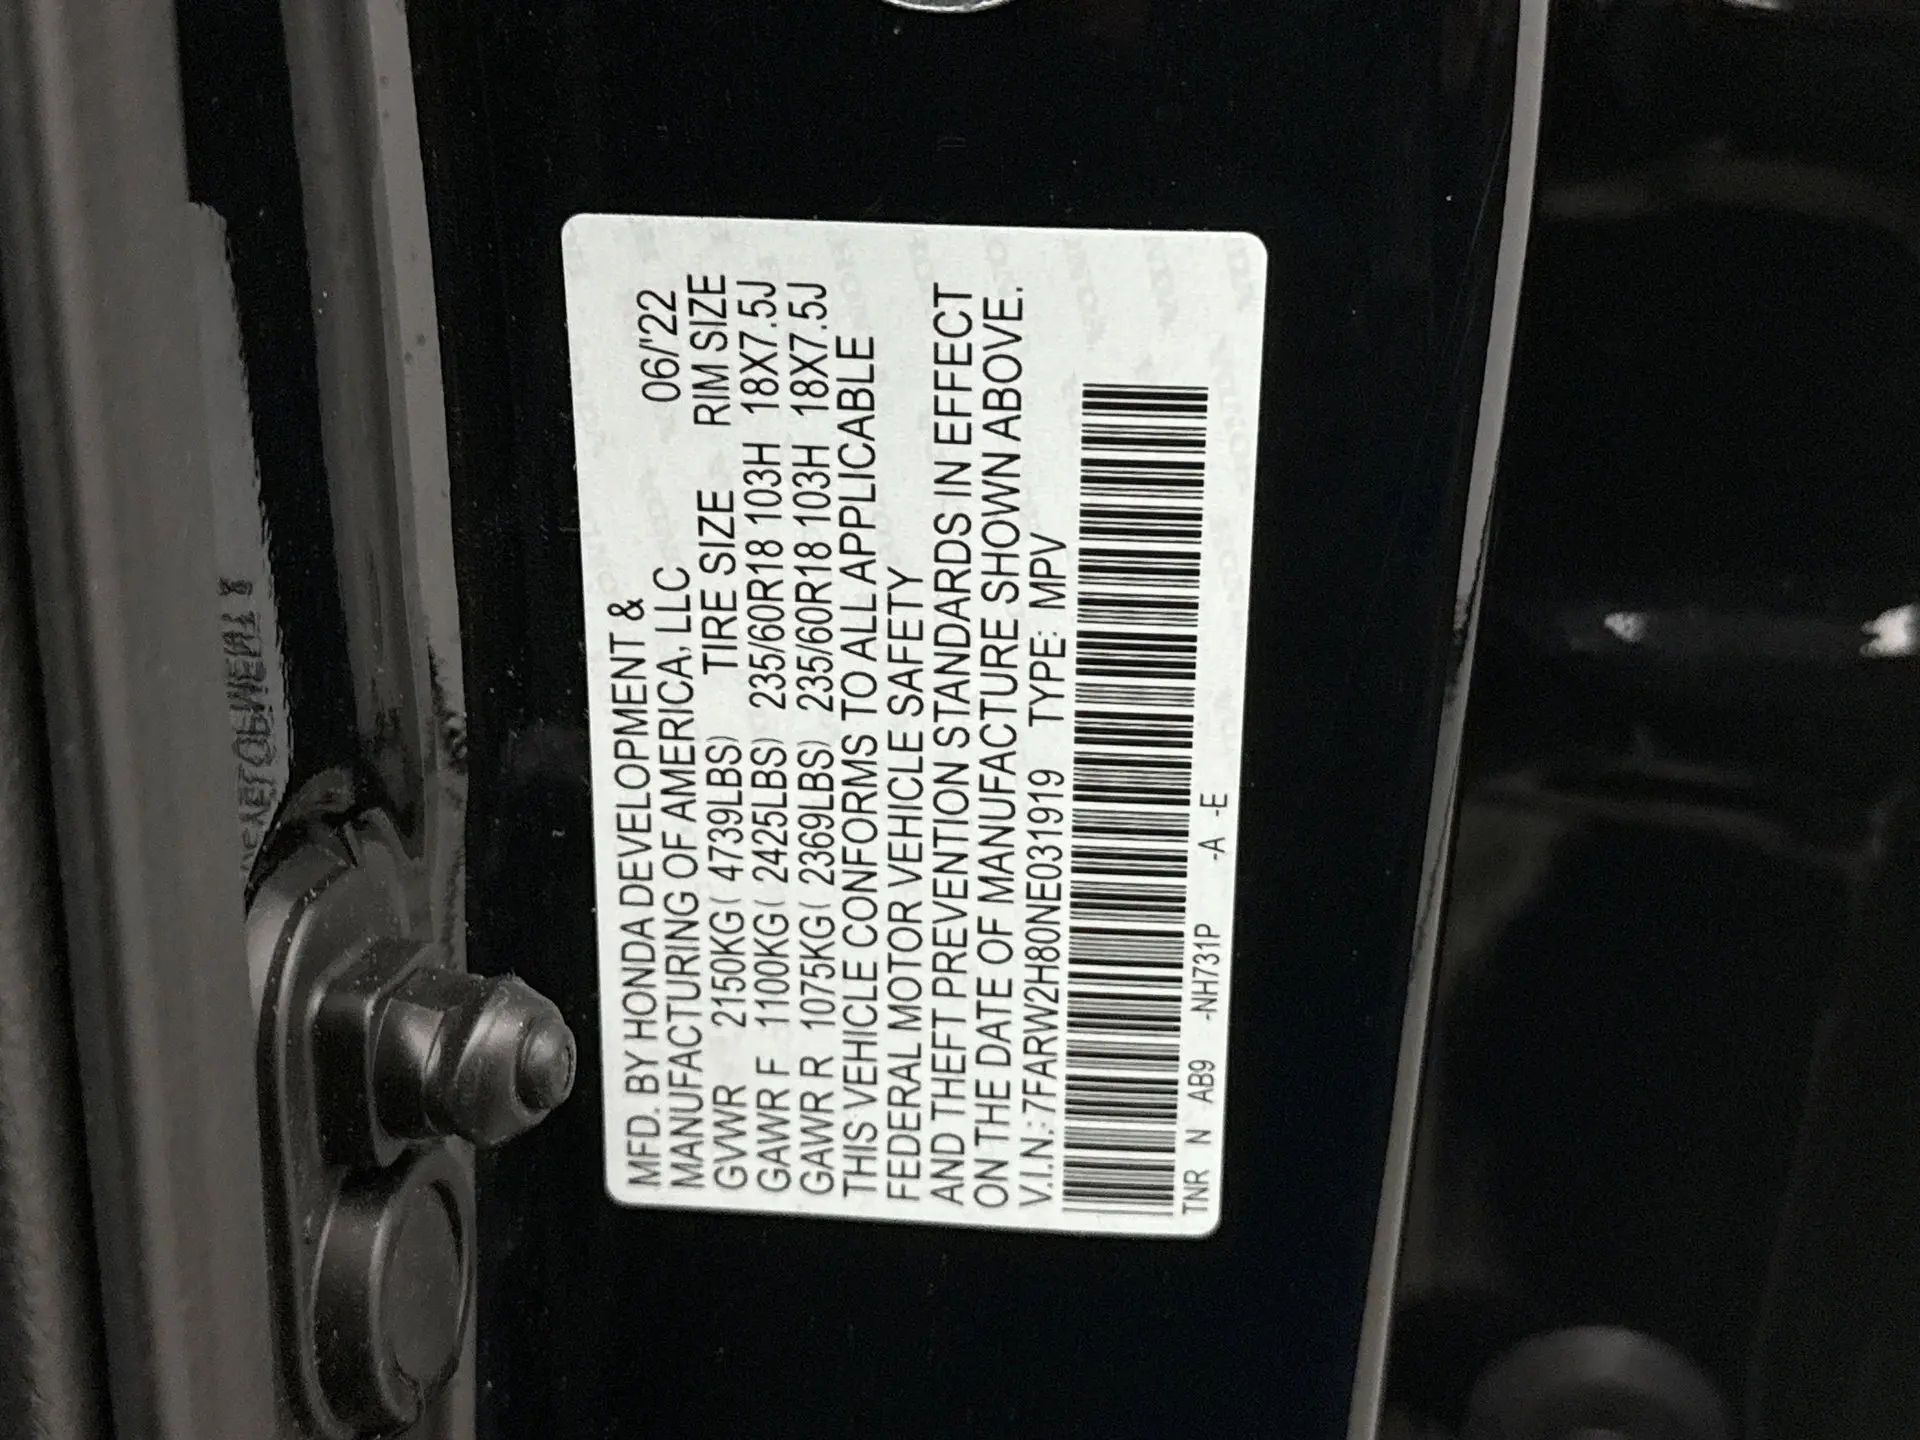 MFD. BY HONDA DEVELOPMENT &
MANUFACTURING OF AMERICA, LLC 06/'22
GVWR 2150KG( 4739LBS) TIRE SIZE RIM SIZE
GAWR F 1100KG( 2425LBS) 235/60R18 103H 18X7.5J
GAWR R 1075KG( 2369LBS) 235/60R18 103H 18X7.5J
THIS VEHICLE CONFORMS TO ALL APPLICABLE
FEDERAL MOTOR VEHICLE SAFETY
AND THEFT PREVENTION STANDARDS IN EFFECT
ON THE DATE OF MANUFACTURE SHOWN ABOVE.
V.I.N.:7FARW2H80NE031919 TYPE: MPV
TNR N AB9 -NH731P -A -E